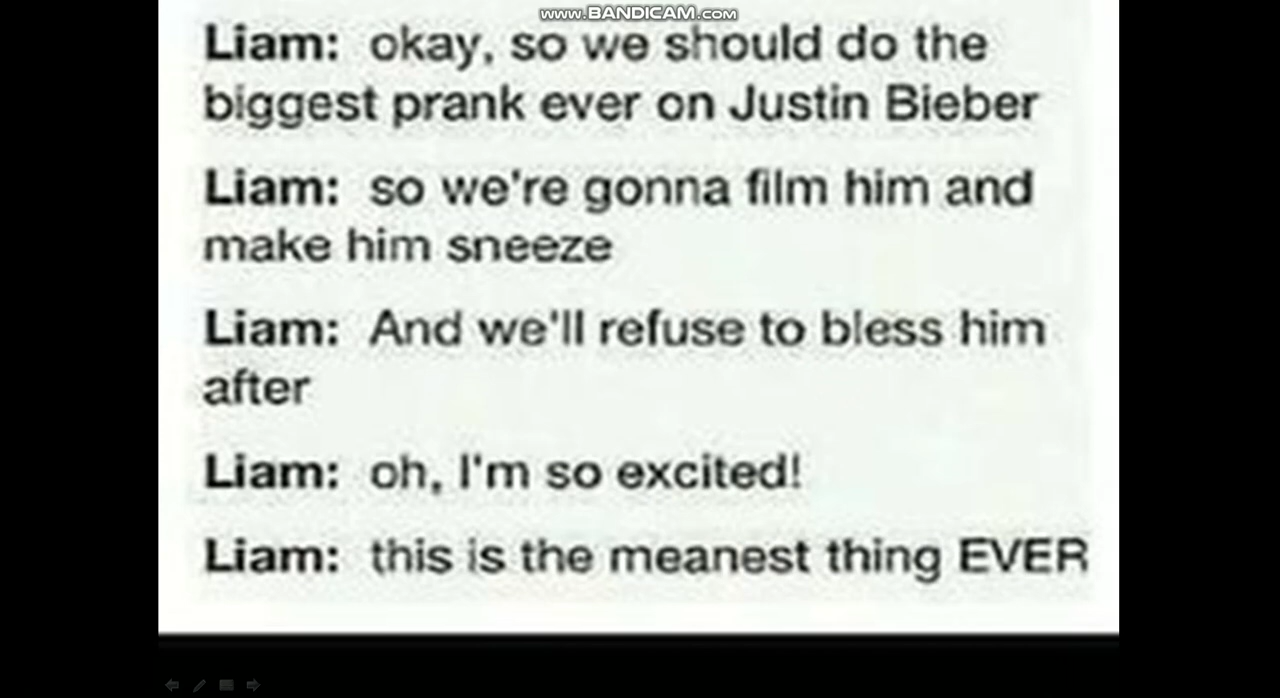 www.BANDICAM.com
Liam: okay, so we should do the
biggest prank ever on Justin Bieber
Liam: so we're gonna film him and
make him sneeze
Liam: And we'll refuse to bless him
after
Liam: oh, I'm so excited!
Liam: this is the meanest thing EVER